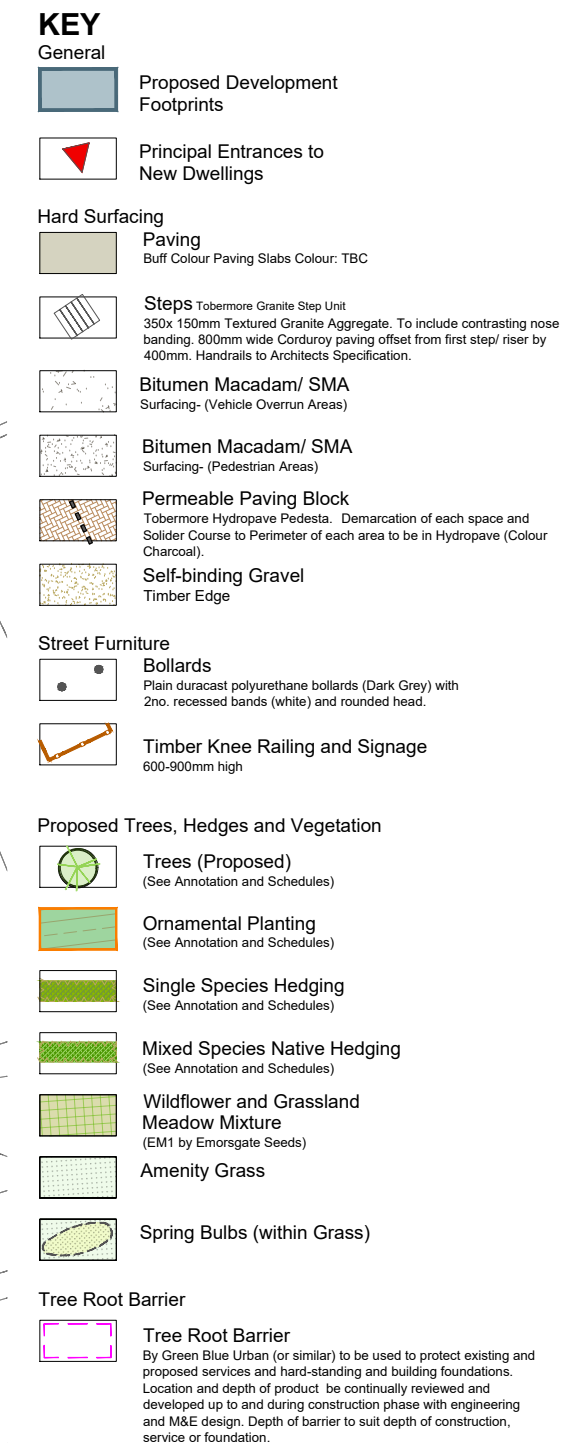 KEY
General
Proposed Development
Footprints
Principal Entrances to
New Dwellings
Hard Surfacing
Paving
Buff Colour Paving Slabs Colour: TBC
Steps Tobermore Granite Step Unit
350x 150mm Textured Granite Aggregate. To include contrasting nose
banding. 800mm wide Corduroy paving offset from first step/ riser by
400mm. Handrails to Architects Specification.
Bitumen Macadam/ SMA
Surfacing- (Vehicle Overrun Areas)
Bitumen Macadam/ SMA
Surfacing- (Pedestrian Areas)
Permeable Paving Block
Tobermore Hydropave Pedesta. Demarcation of each space and
Solider Course to Perimeter of each area to be in Hydropave (Colour
Charcoal).
Self-binding Gravel
Timber Edge
Street Furniture
Bollards
Plain duracast polyurethane bollards (Dark Grey) with
2no. recessed bands (white) and rounded head.
Timber Knee Railing and Signage
600-900mm high
Proposed Trees, Hedges and Vegetation
Trees (Proposed)
(See Annotation and Schedules)
Ornamental Planting
(See Annotation and Schedules)
Single Species Hedging
(See Annotation and Schedules)
Mixed Species Native Hedging
(See Annotation and Schedules)
Wildflower and Grassland
Meadow Mixture
(EM1 by Emorsgate Seeds)
Amenity Grass
Spring Bulbs (within Grass)
Tree Root Barrier
Tree Root Barrier
By Green Blue Urban (or similar) to be used to protect existing and
proposed services and hard-standing and building foundations.
Location and depth of product be continually reviewed and
developed up to and during construction phase with engineering
and M&E design. Depth of barrier to suit depth of construction,
service or foundation.